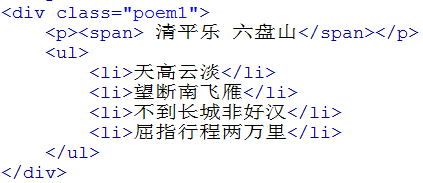 <div class="poem1">
<p><span> 清平乐 六盘山</span></p>
<ul>
<li>天高云淡</li>
<li>望断南飞雁</li>
<li>不到长城非好汉</li>
<li>屈指行程两万里</li>
</ul>
</div>